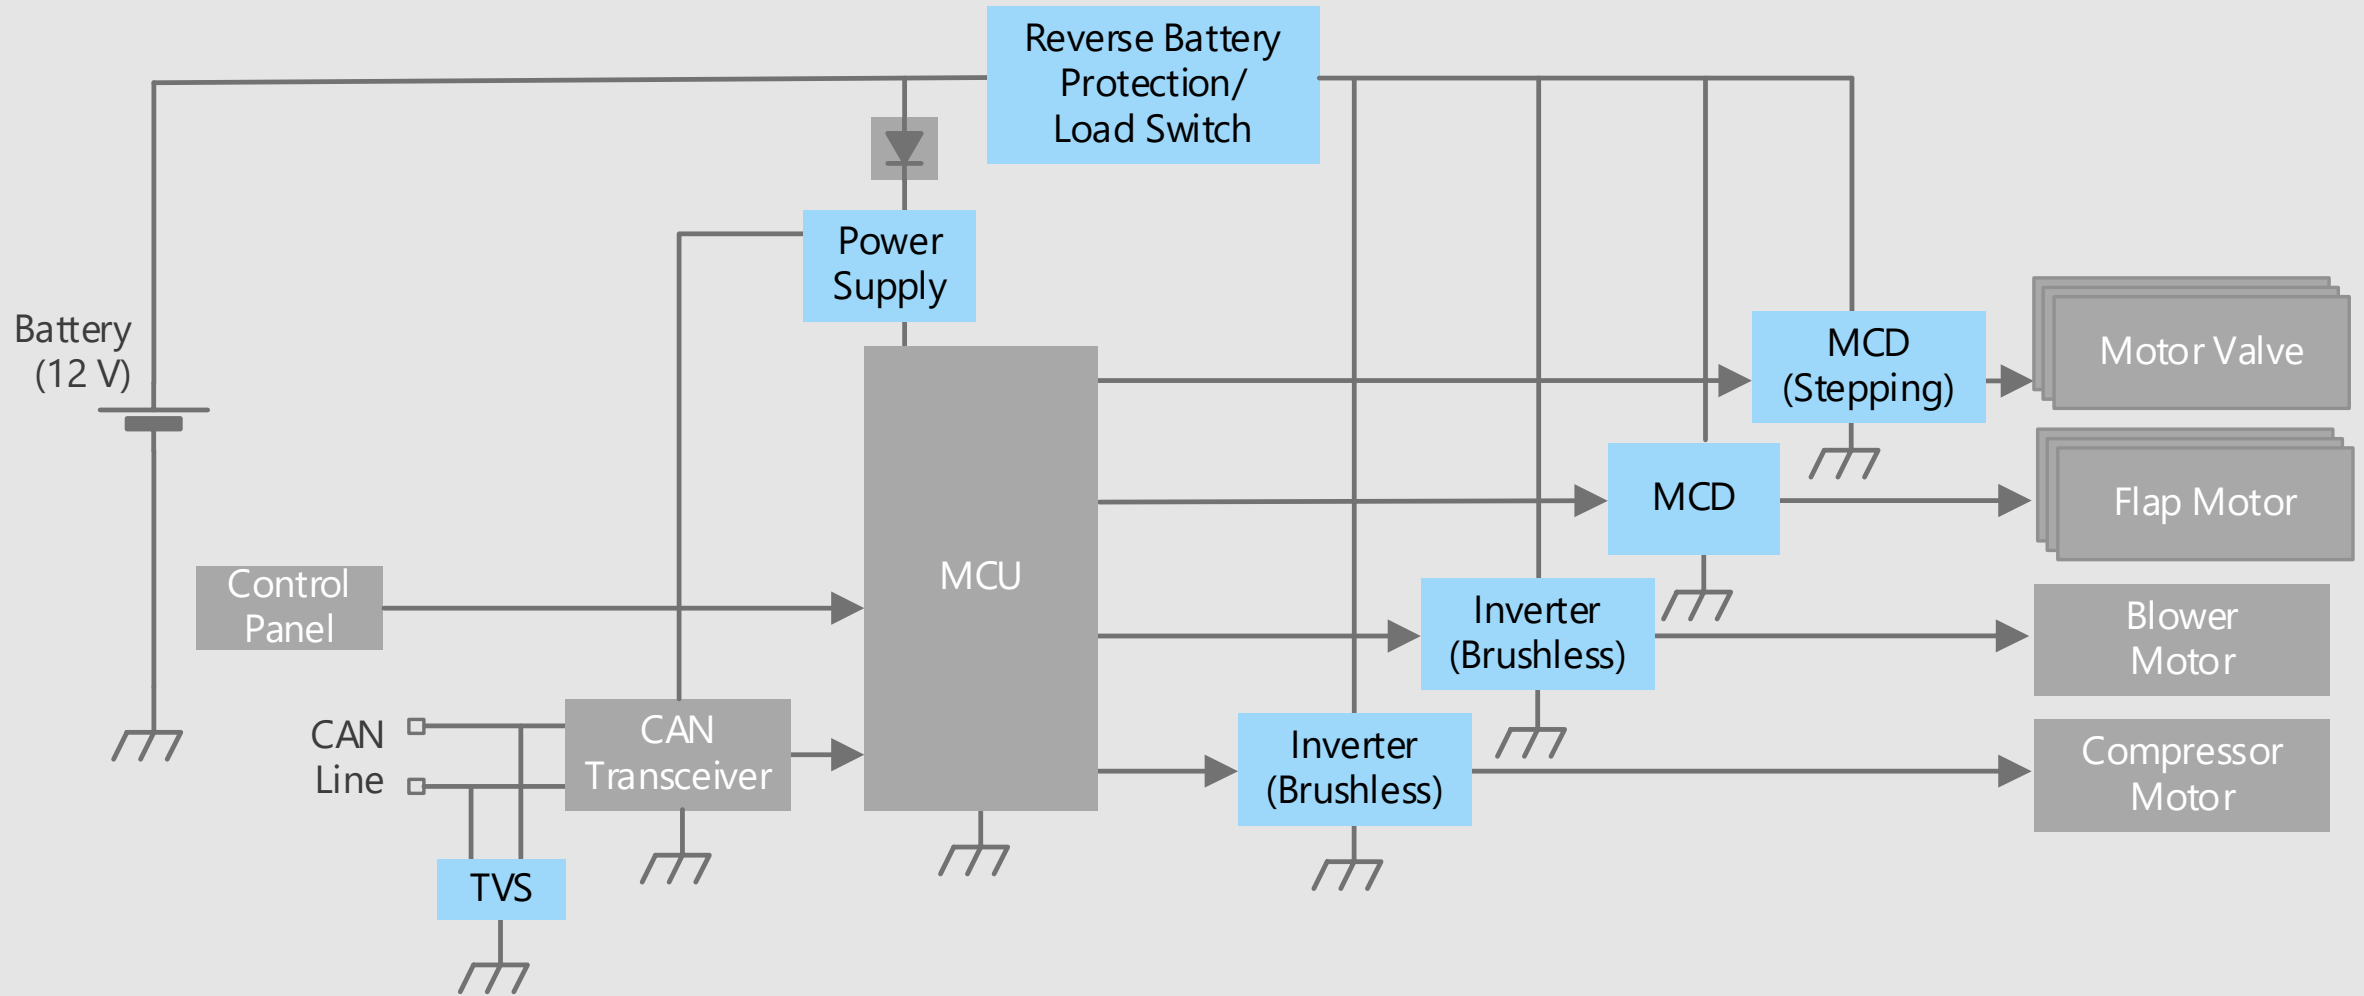 Reverse Battery
Protection/
Load Switch
Power
Supply
Battery
(12 V)
MCD
(Stepping)
Motor Valve
MCD
Flap Motor
Control
Panel
MCU
Inverter
(Brushless)
Blower
Motor
CAN
Line
CAN
Transceiver
Inverter
(Brushless)
Compressor
Motor
TVS